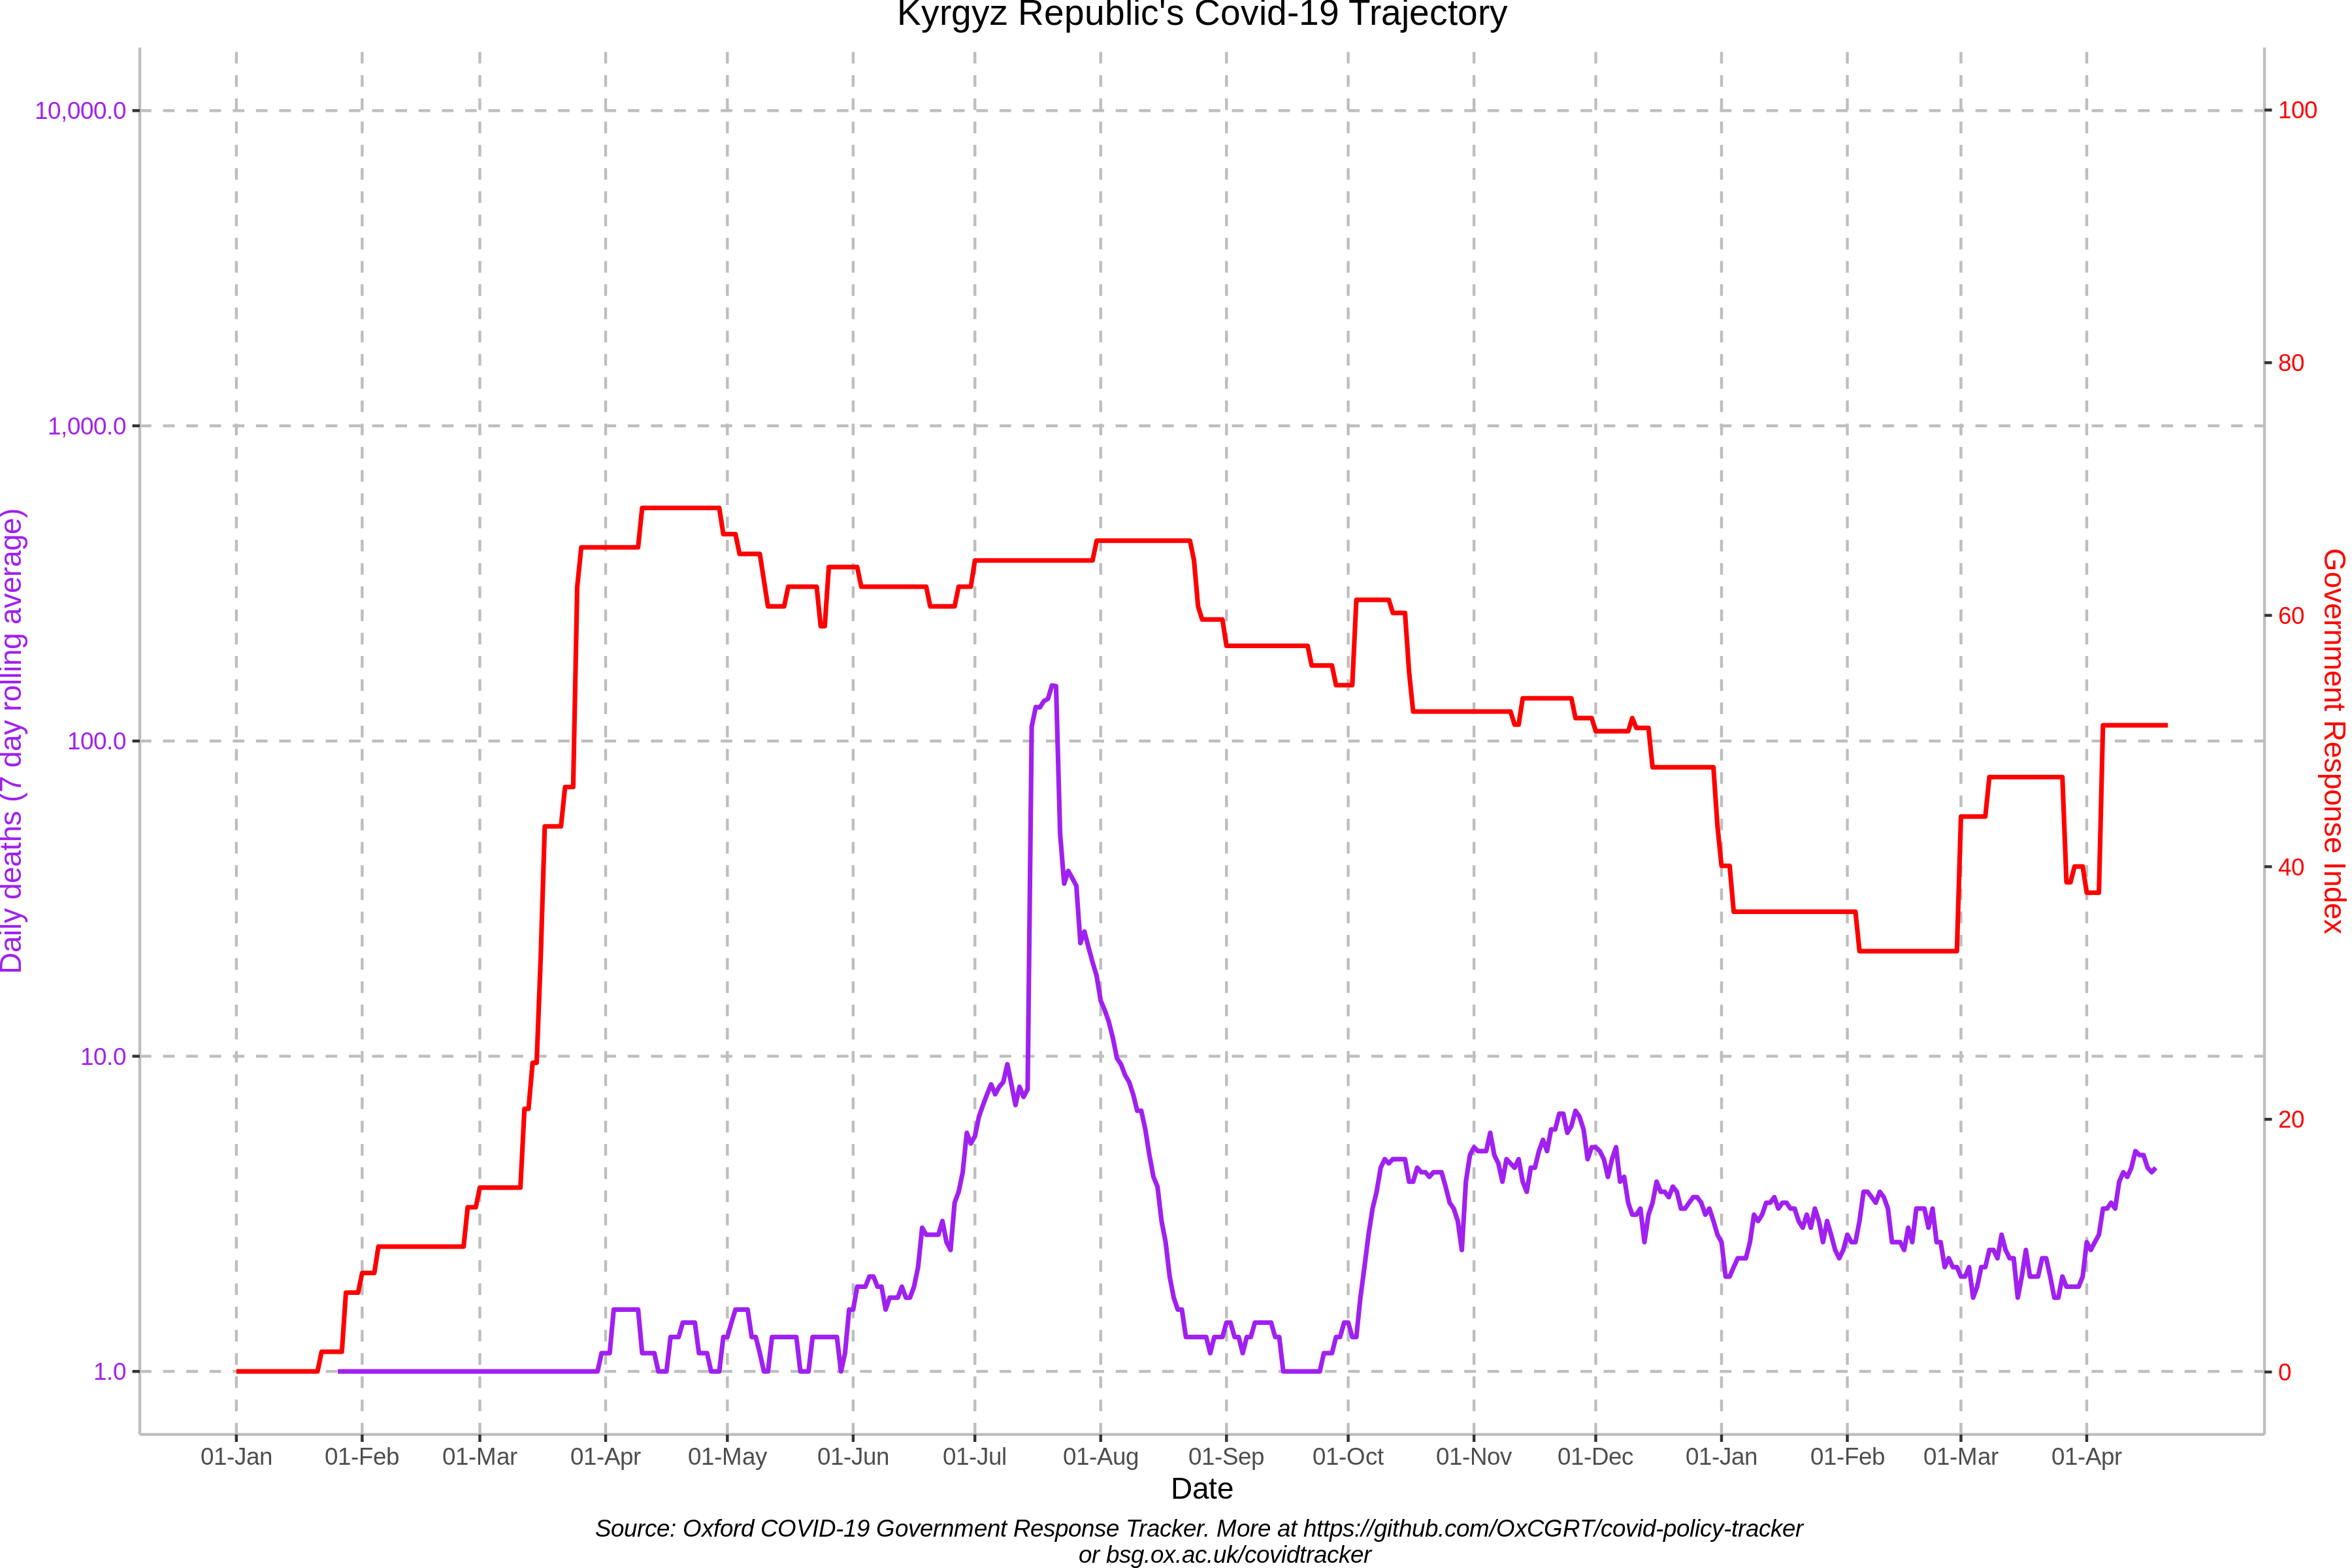 Kyrgyz Republic's Covid-19 Trajectory
Daily deaths (7 day rolling average)
10,000.0
1,000.0
100.0
10.0
1.0
100
80
60
40
20
0
Government Response Index
01-Jan 01-Feb 01-Mar 01-Apr 01-May 01-Jun 01-Jul 01-Aug 01-Sep 01-Oct 01-Nov 01-Dec 01-Jan 01-Feb 01-Mar 01-Apr
Date
Source: Oxford COVID-19 Government Response Tracker. More at https://github.com/OxCGRT/covid-policy-tracker
or bsg.ox.ac.uk/covidtracker